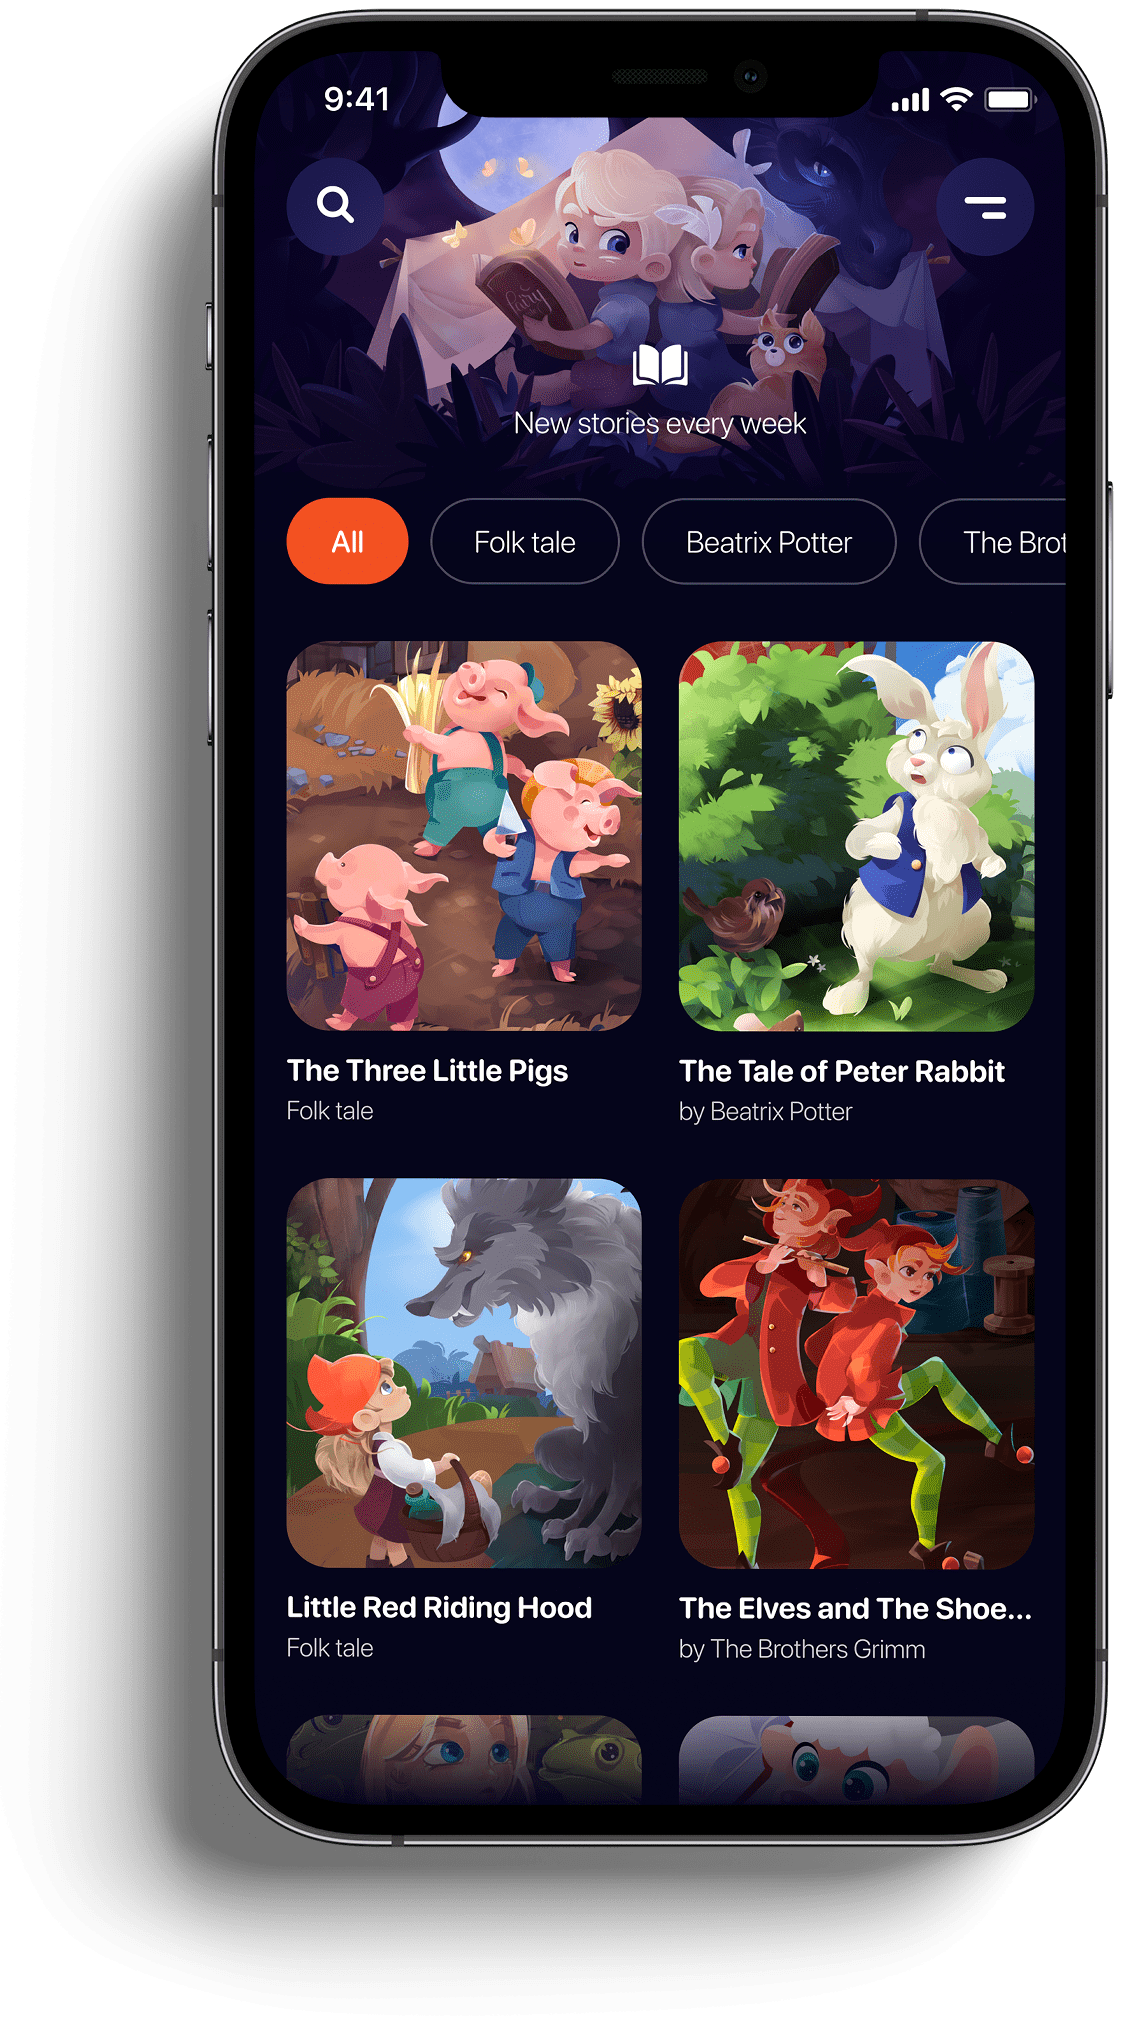 9:41
fairy
New stories every week
All
Folk tale
Beatrix Potter
The Brot
The Three Little Pigs
Folk tale
The Tale of Peter Rabbit
by Beatrix Potter
Little Red Riding Hood
Folk tale
The Elves and The Shoe...
by The Brothers Grimm